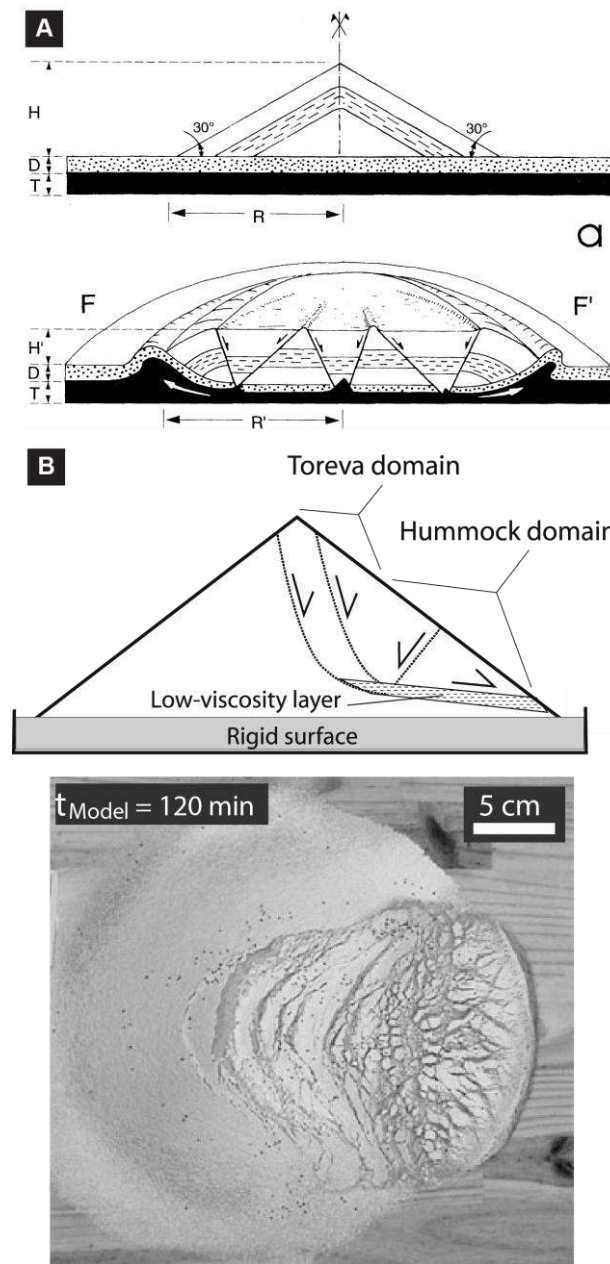 A
H
30°
30°
D
T
R
a
F
F'
H'
D
T
R'
B
Toreva domain
Hummock domain
Low-viscosity layer
Rigid surface
tModel = 120 min
5 cm